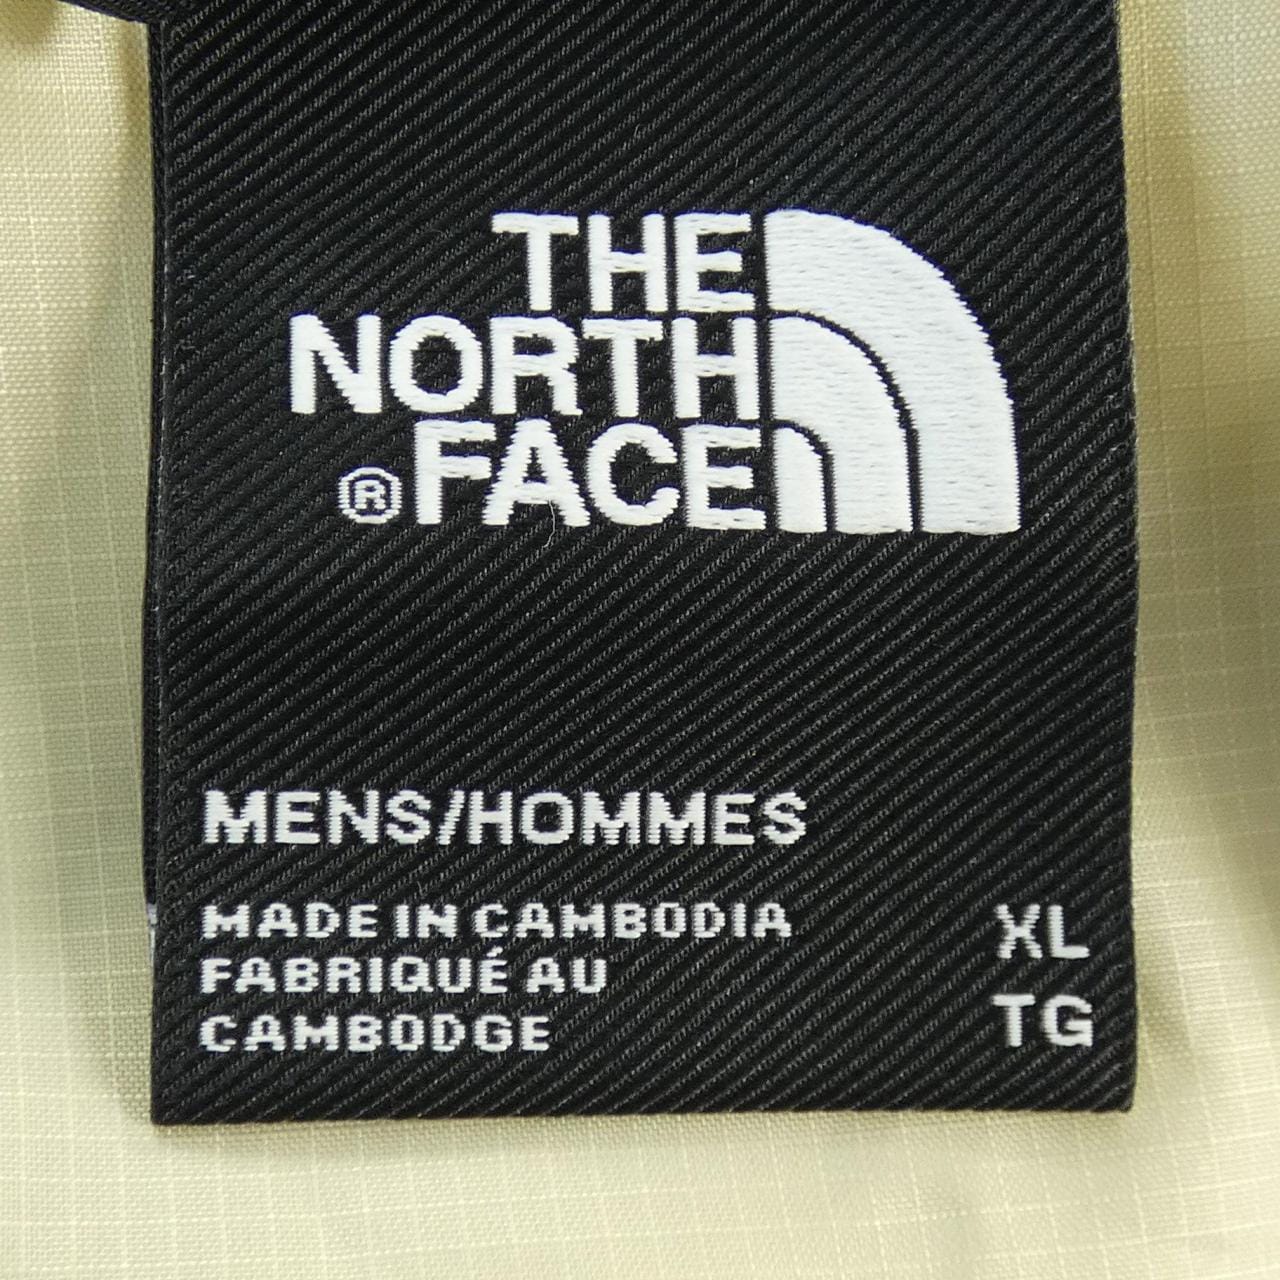 THE
NORTH
®FACE
MENS/HOMMES
MADE IN CAMBODIA
FABRIQUÉ AU
CAMBODGE
XL
TG